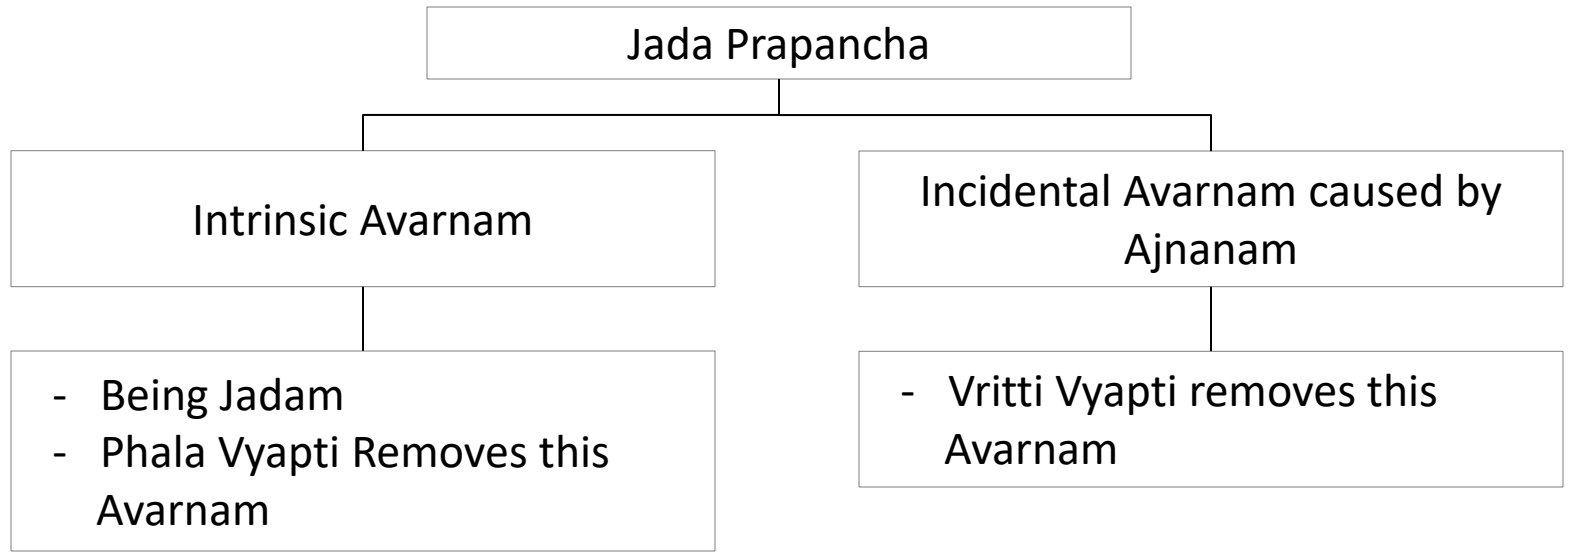 Jada Prapancha
Intrinsic Avarnam
Incidental Avarnam caused by
Ajnanam
- Being Jadam
- Phala Vyapti Removes this
Avarnam
- Vritti Vyapti removes this
Avarnam